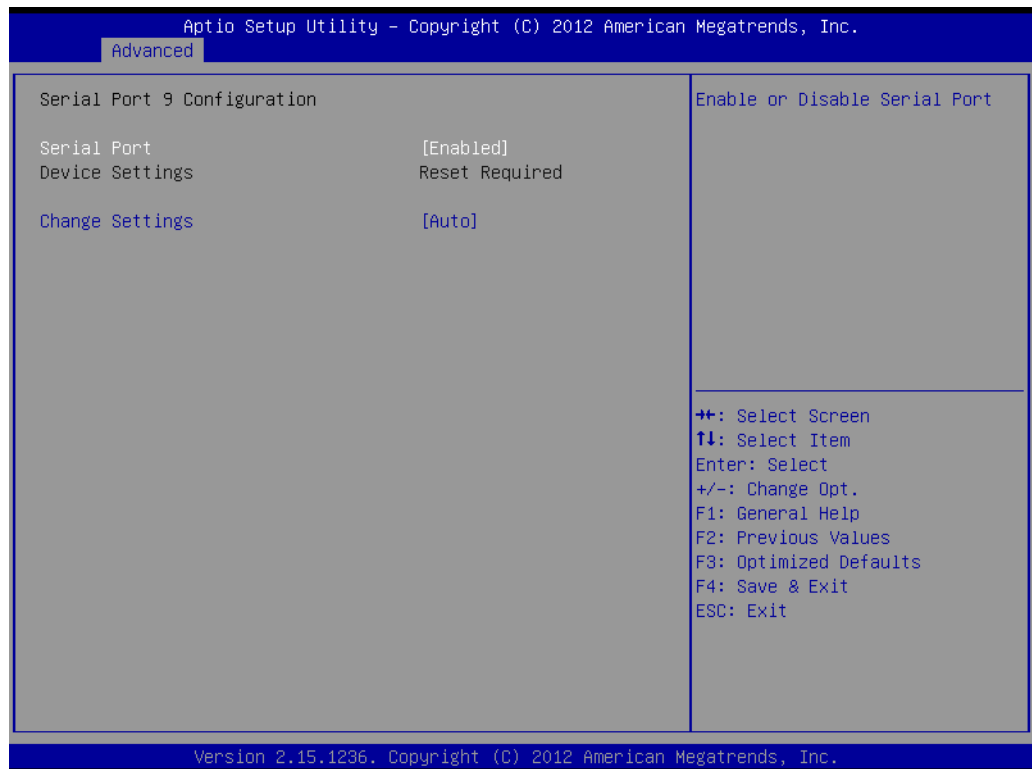 Aptio Setup Utility – Copyright (C) 2012 American Megatrends, Inc.
Advanced
Serial Port 9 Configuration
Serial Port [Enabled]
Device Settings Reset Required
Change Settings [Auto]
Enable or Disable Serial Port
→←: Select Screen
↑↓: Select Item
Enter: Select
+/-: Change Opt.
F1: General Help
F2: Previous Values
F3: Optimized Defaults
F4: Save & Exit
ESC: Exit
Version 2.15.1236. Copyright (C) 2012 American Megatrends, Inc.